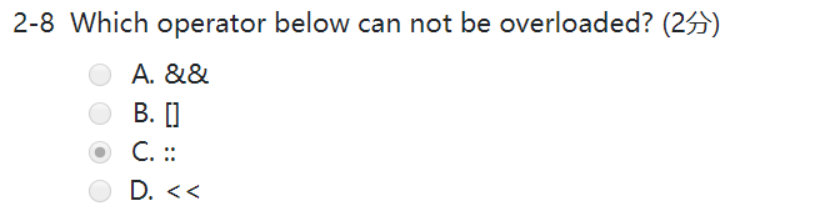 2-8 Which operator below can not be overloaded? (2分)
A. &&
B. []
C. ::
D. <<